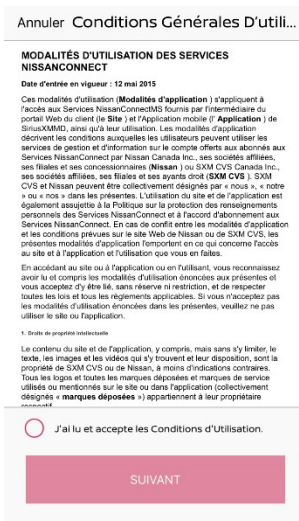 Annuler Conditions Générales D'utili...
MODALITÉS D'UTILISATION DES SERVICES
NISSANCONNECT
Date d'entrée en vigueur : 12 mai 2015
Ces modalités d'utilisation (Modalités d'application) s'appliquent à
l'accès aux Services NissanConnectMS fournis par l'intermédiaire du
portail Web du client (le Site) et l'Application mobile (l' Application) de
SiriusXMMD, ainsi qu'à leur utilisation. Les modalités d'application
décrivent les conditions auxquelles les utilisateurs peuvent utiliser les
services de gestion et d'information sur le compte offerts aux abonnés aux
Services NissanConnect par Nissan Canada Inc., ses sociétés affiliées,
ses filiales et ses concessionnaires (Nissan) ou SXM CVS Canada Inc.,
ses sociétés affiliées, ses filiales et ses ayants droit (SXM CVS). SXM
CVS et Nissan peuvent être collectivement désignés par « nous », « notre
» ou « nos » dans les présentes. L'utilisation du site et de l'application est
également assujettie à la Politique sur la protection des renseignements
personnels des Services NissanConnect et à l'accord d'abonnement aux
Services NissanConnect. En cas de conflit entre les modalités d'application
et les conditions prévues sur le site Web de Nissan ou de SXM CVS, les
présentes modalités d'application l'emportent en ce qui concerne l'accès
au site et à l'application et l'utilisation que vous en faites.
En accédant au site ou à l'application ou en l'utilisant, vous reconnaissez
avoir lu et compris les modalités d'utilisation énoncées aux présentes et
vous acceptez d'y être lié, sans réserve ni restriction, et de respecter
toutes les lois et tous les règlements applicables. Si vous n'acceptez pas
les modalités d'utilisation énoncées dans les présentes, veuillez ne pas
utiliser le site ou l'application.
1. Droits de propriété intellectuelle
Le contenu du site et de l'application, y compris, mais sans s'y limiter, le
texte, les images et les vidéos qui s'y trouvent et leur disposition, sont la
propriété de SXM CVS ou de Nissan, à moins d'indications contraires.
Tous les logos et toutes les marques déposées et marques de service
utilisés ou mentionnés sur le site ou dans l'application (collectivement
désignés « marques déposées ») appartiennent à leur propriétaire
respectif.
J'ai lu et accepte les Conditions d'Utilisation.
SUIVANT